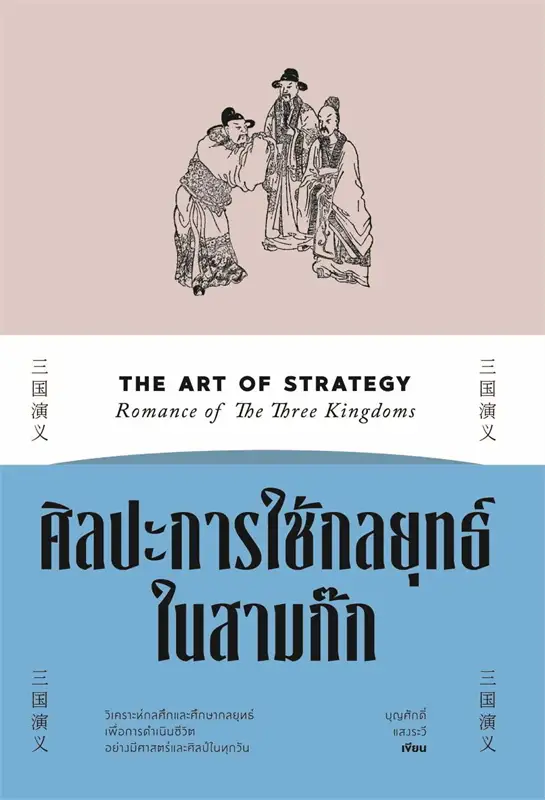 三国演义
三国演义
THE ART OF STRATEGY
Romance of The Three Kingdoms
ศิลปะการใช้กลยุทธ์
ในสามก๊ก
三国演义
三国演义
วิเคราะห์กลศึกและศึกษากลยุทธ์
เพื่อการดำเนินชีวิต
อย่างมีศาสตร์และศิลป์ในทุกวัน
บุญศักดิ์
แสงระวี
เขียน